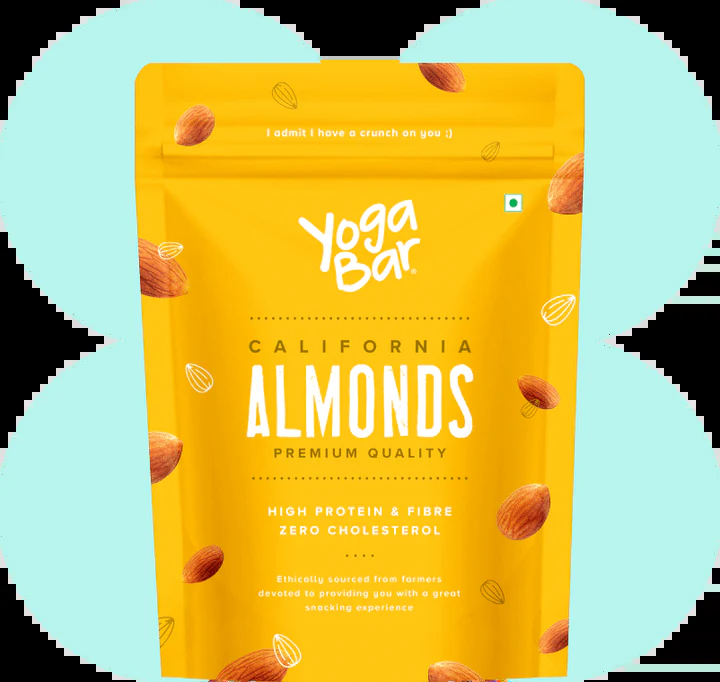 I admit I have a crunch on you ;)
Yoga
Bar®
CALIFORNIA
ALMONDS
PREMIUM QUALITY
HIGH PROTEIN & FIBRE
ZERO CHOLESTEROL
Ethically sourced from farmers
devoted to providing you with a great
snacking experience